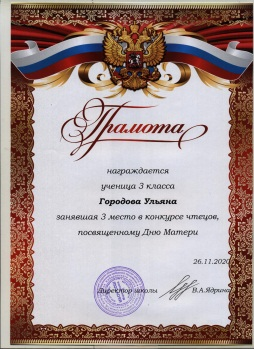 Грамота
награждается
ученица 3 класса
Городова Ульяна
занявшая 3 место в конкурсе чтецов,
посвященному Дню Матери
26.11.2020
Директор школы В.А.Ядрина